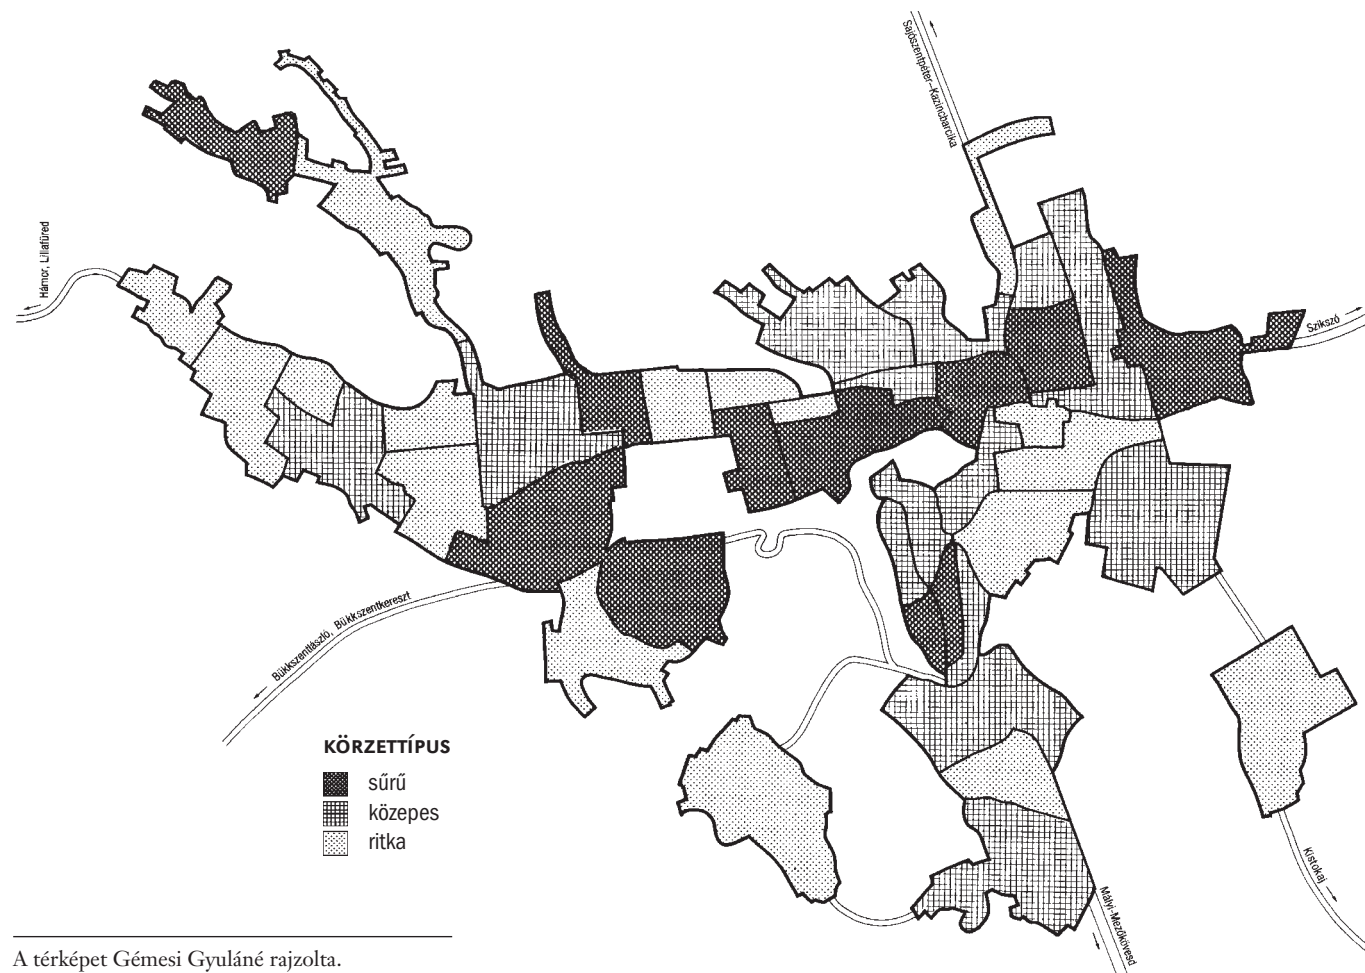 Sajószentpéter–Kazincbarcika
Hámor, Lillafüred
Szikszó
Bükkszentlászló, Bükkszentkereszt
KÖRZETTÍPUS
sűrű
közepes
ritka
Kistokaj
Mályi-Mezőkövesd
A térképet Gémesi Gyuláné rajzolta.